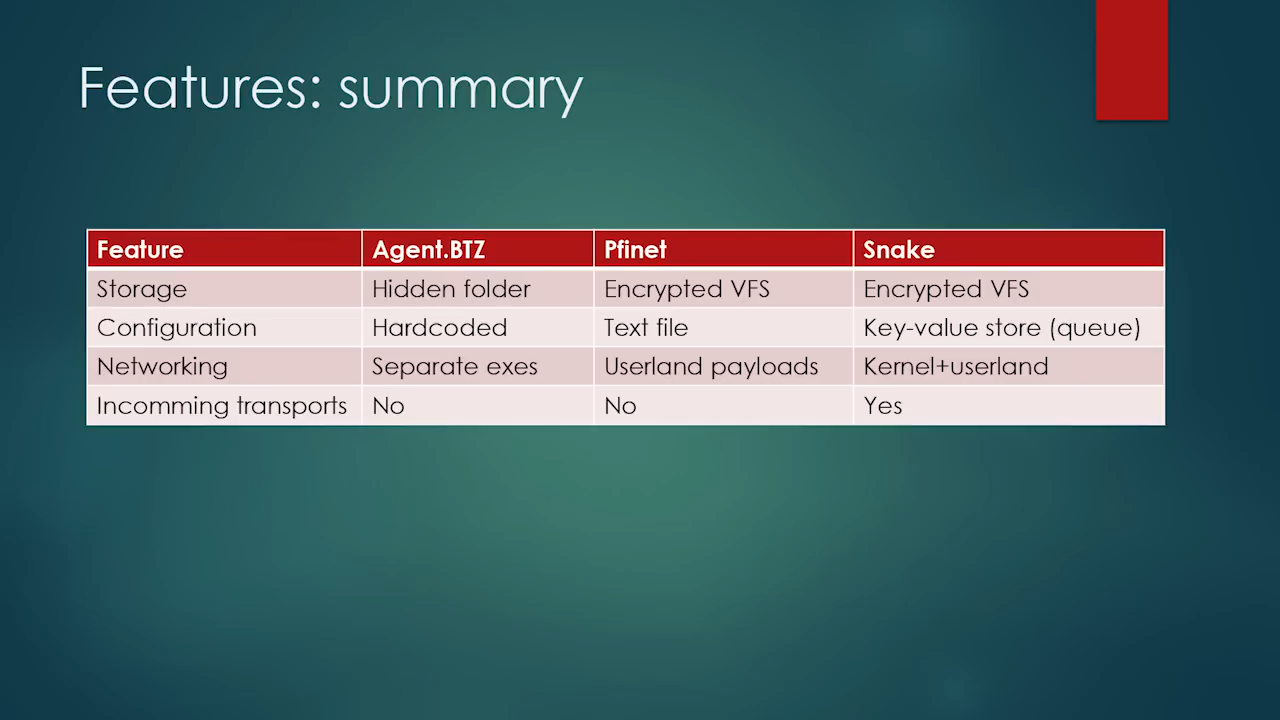 Features: summary
Feature Agent.BTZ Pfinet Snake
Storage Hidden folder Encrypted VFS Encrypted VFS
Configuration Hardcoded Text file Key-value store (queue)
Networking Separate exes Userland payloads Kernel+userland
Incomming transports No No Yes